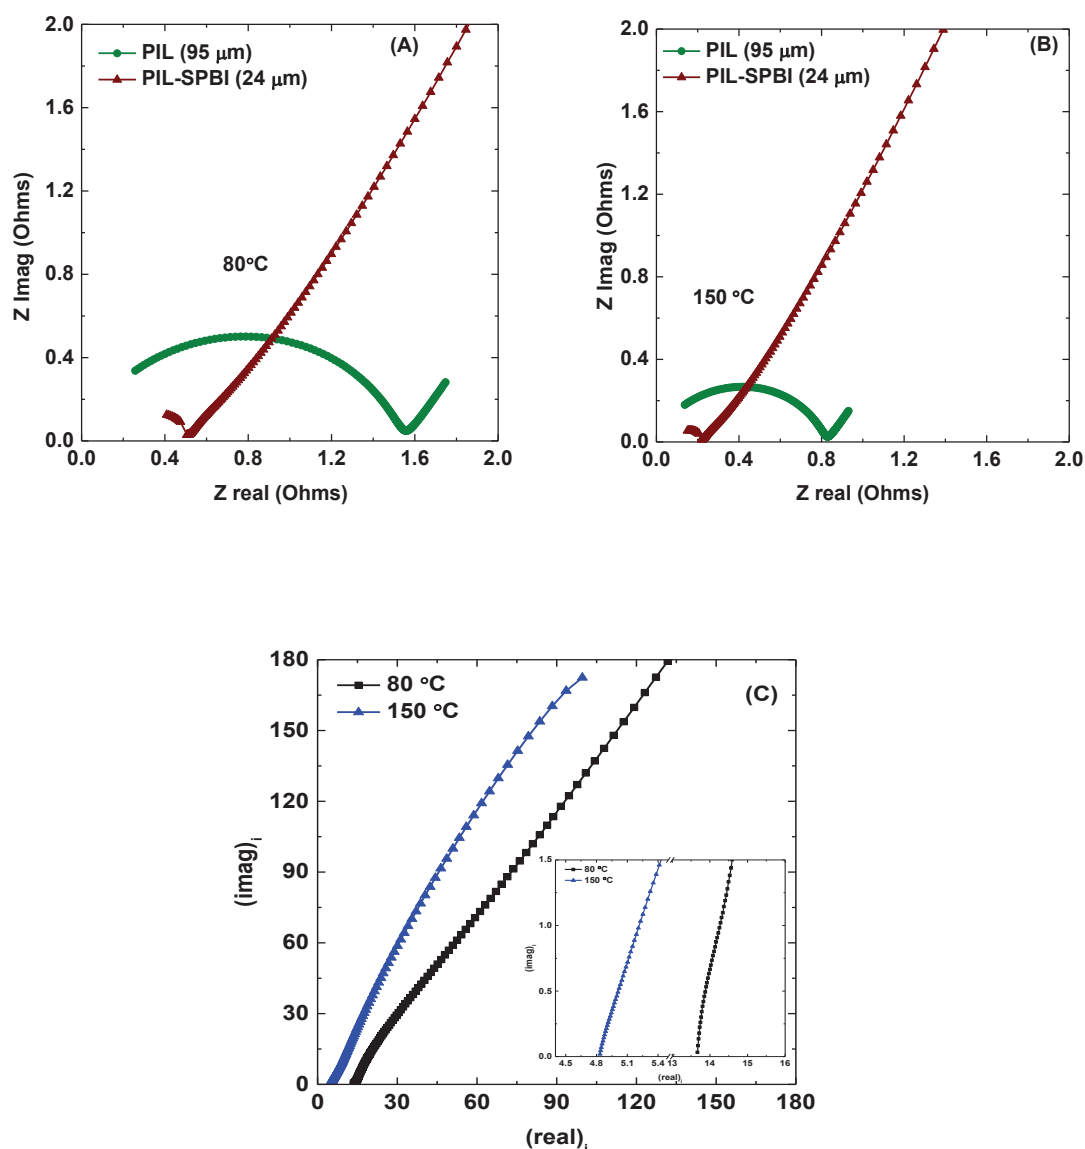 2.0
1.6
1.2
0.8
0.4
0.0
Z Imag (Ohms)
PIL (95 μm)
PIL-SPBI (24 μm)
(A)
80°C
0.0 0.4 0.8 1.2 1.6 2.0
Z real (Ohms)
2.0
1.6
1.2
0.8
0.4
0.0
Z Imag (Ohms)
PIL (95 μm)
PIL-SPBI (24 μm)
(B)
150 °C
0.0 0.4 0.8 1.2 1.6 2.0
Z real (Ohms)
180
150
120
90
60
30
0
(imag)i
80 °C
150 °C
(C)
1.5
1.0
0.5
0.0
(imag)i
80 °C
150 °C
4.5 4.8 5.1 5.4 13 14 15 16
(real)i
0 30 60 90 120 150 180
(real)i